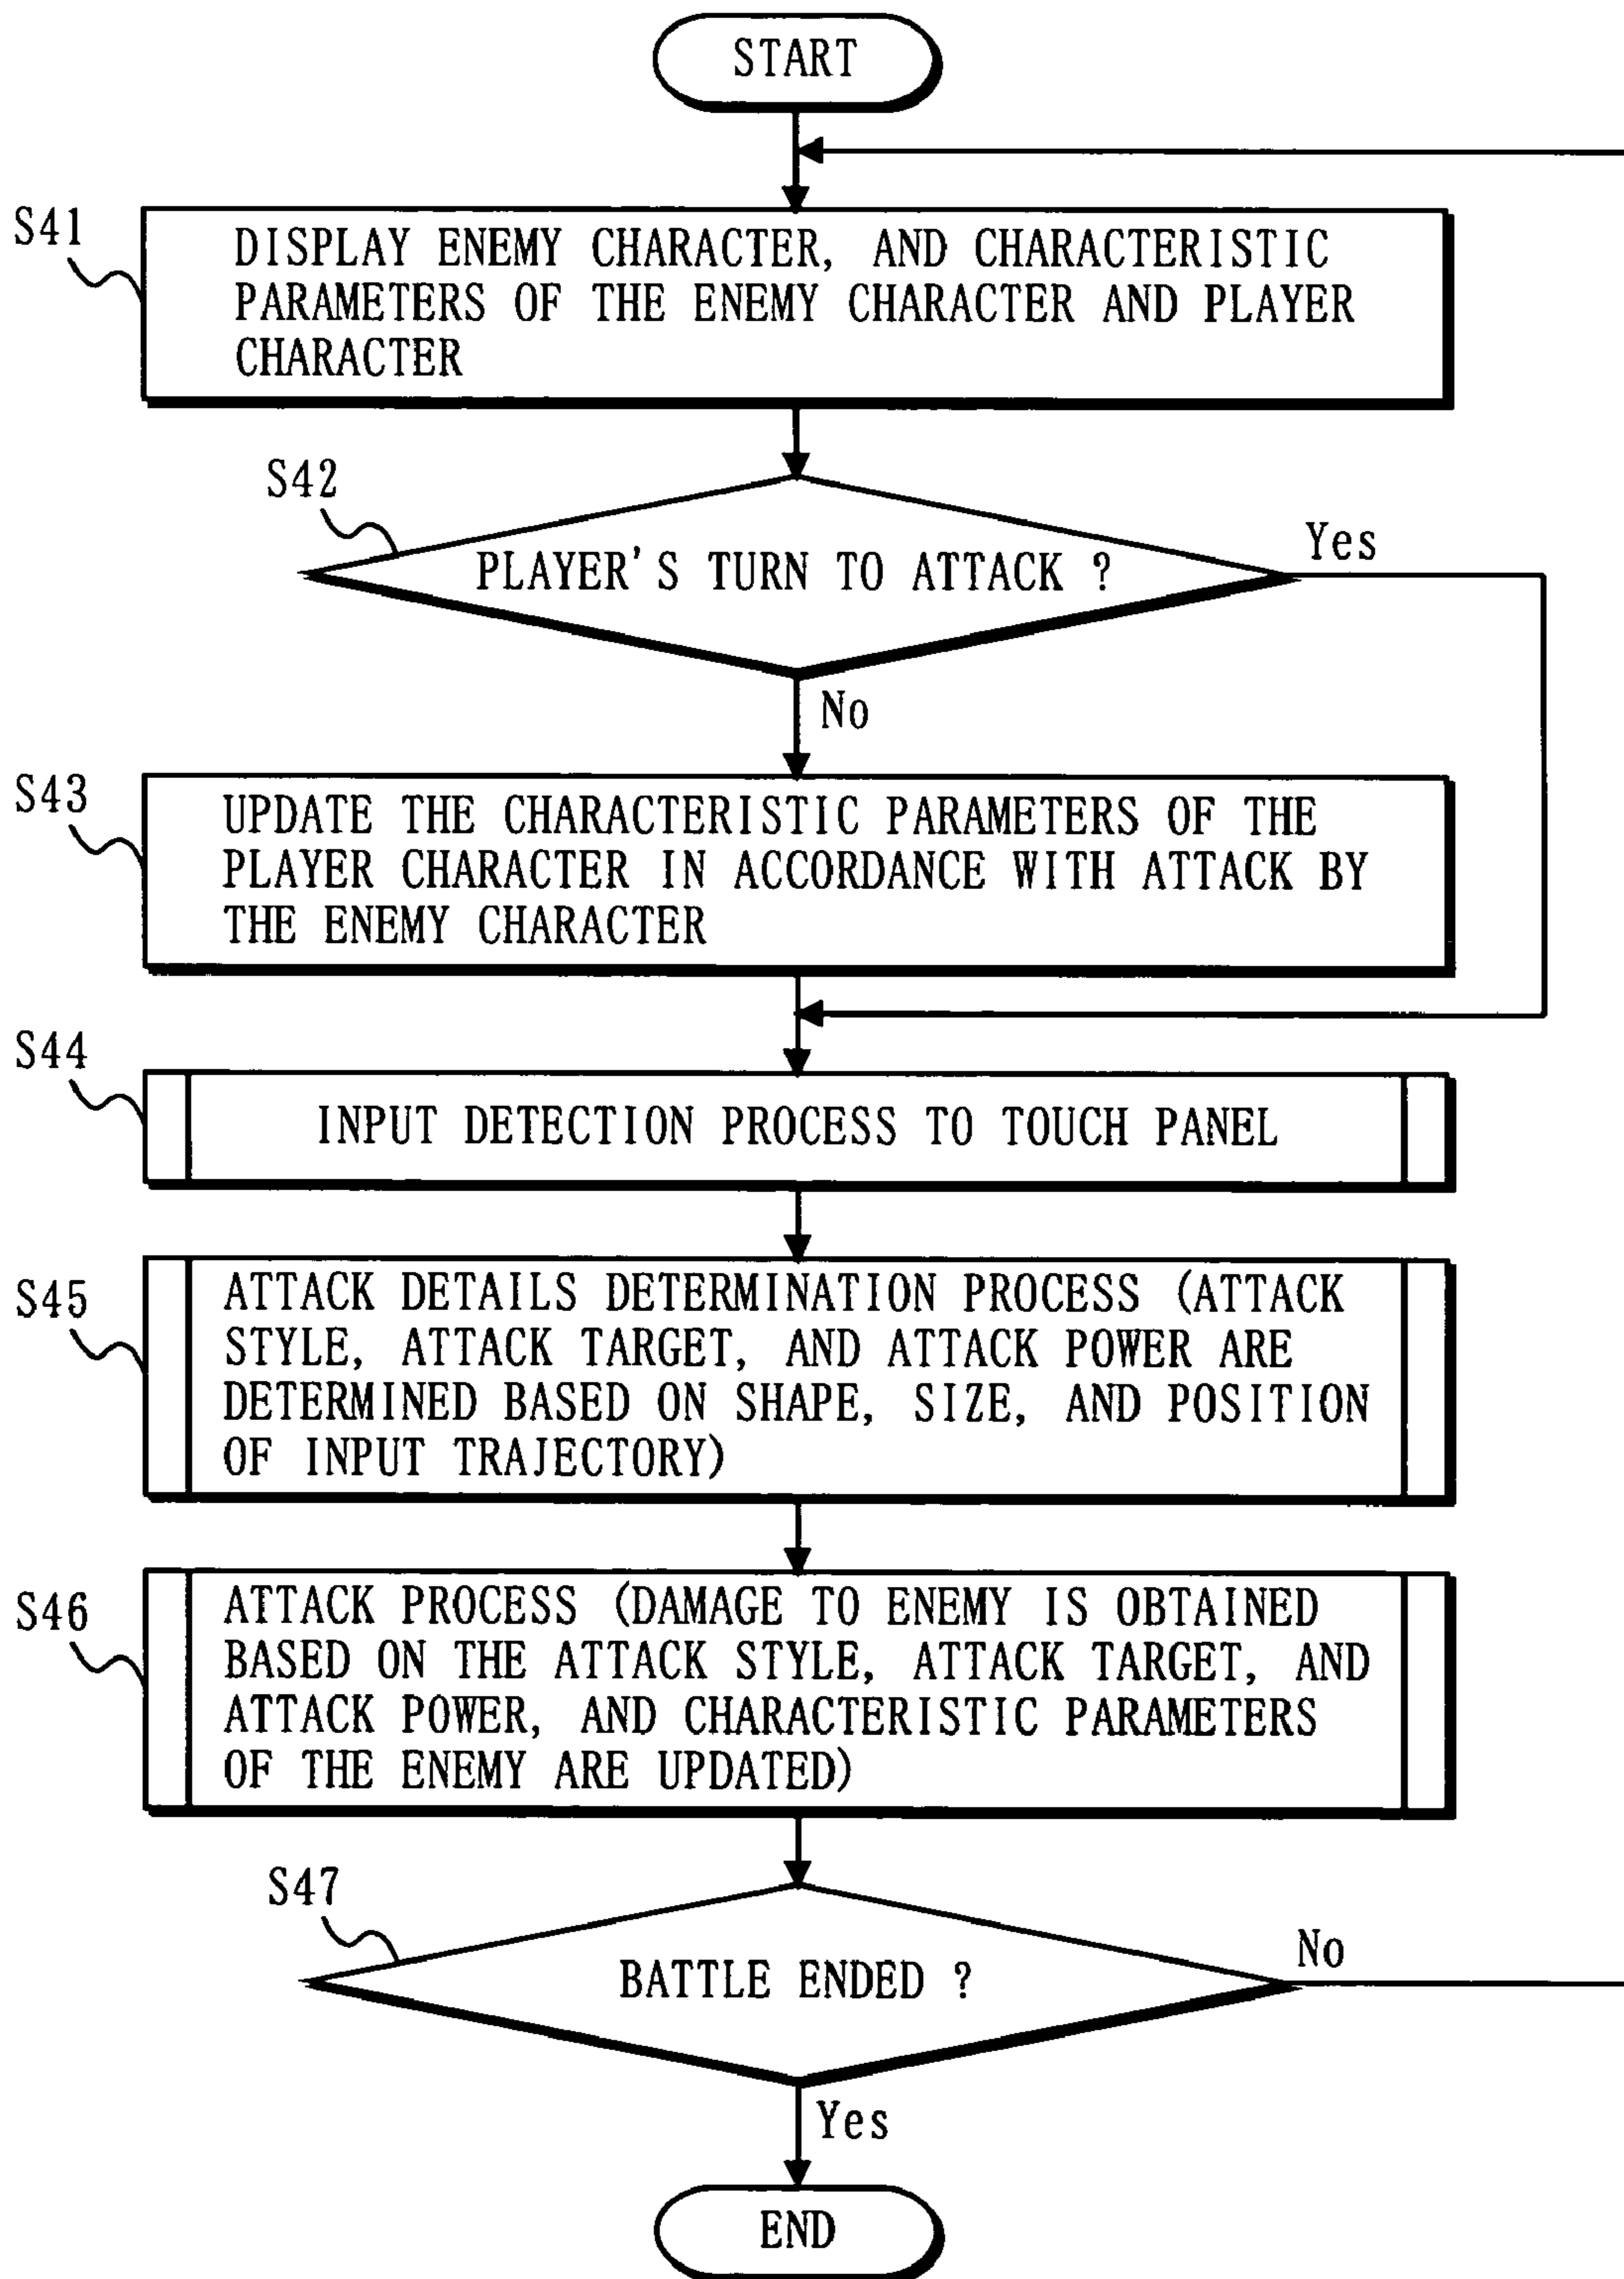 START
S41
DISPLAY ENEMY CHARACTER, AND CHARACTERISTIC
PARAMETERS OF THE ENEMY CHARACTER AND PLAYER
CHARACTER
S42
PLAYER'S TURN TO ATTACK ?
Yes
No
S43
UPDATE THE CHARACTERISTIC PARAMETERS OF THE
PLAYER CHARACTER IN ACCORDANCE WITH ATTACK BY
THE ENEMY CHARACTER
S44
INPUT DETECTION PROCESS TO TOUCH PANEL
S45
ATTACK DETAILS DETERMINATION PROCESS (ATTACK
STYLE, ATTACK TARGET, AND ATTACK POWER ARE
DETERMINED BASED ON SHAPE, SIZE, AND POSITION
OF INPUT TRAJECTORY)
S46
ATTACK PROCESS (DAMAGE TO ENEMY IS OBTAINED
BASED ON THE ATTACK STYLE, ATTACK TARGET, AND
ATTACK POWER, AND CHARACTERISTIC PARAMETERS
OF THE ENEMY ARE UPDATED)
S47
BATTLE ENDED ?
No
Yes
END